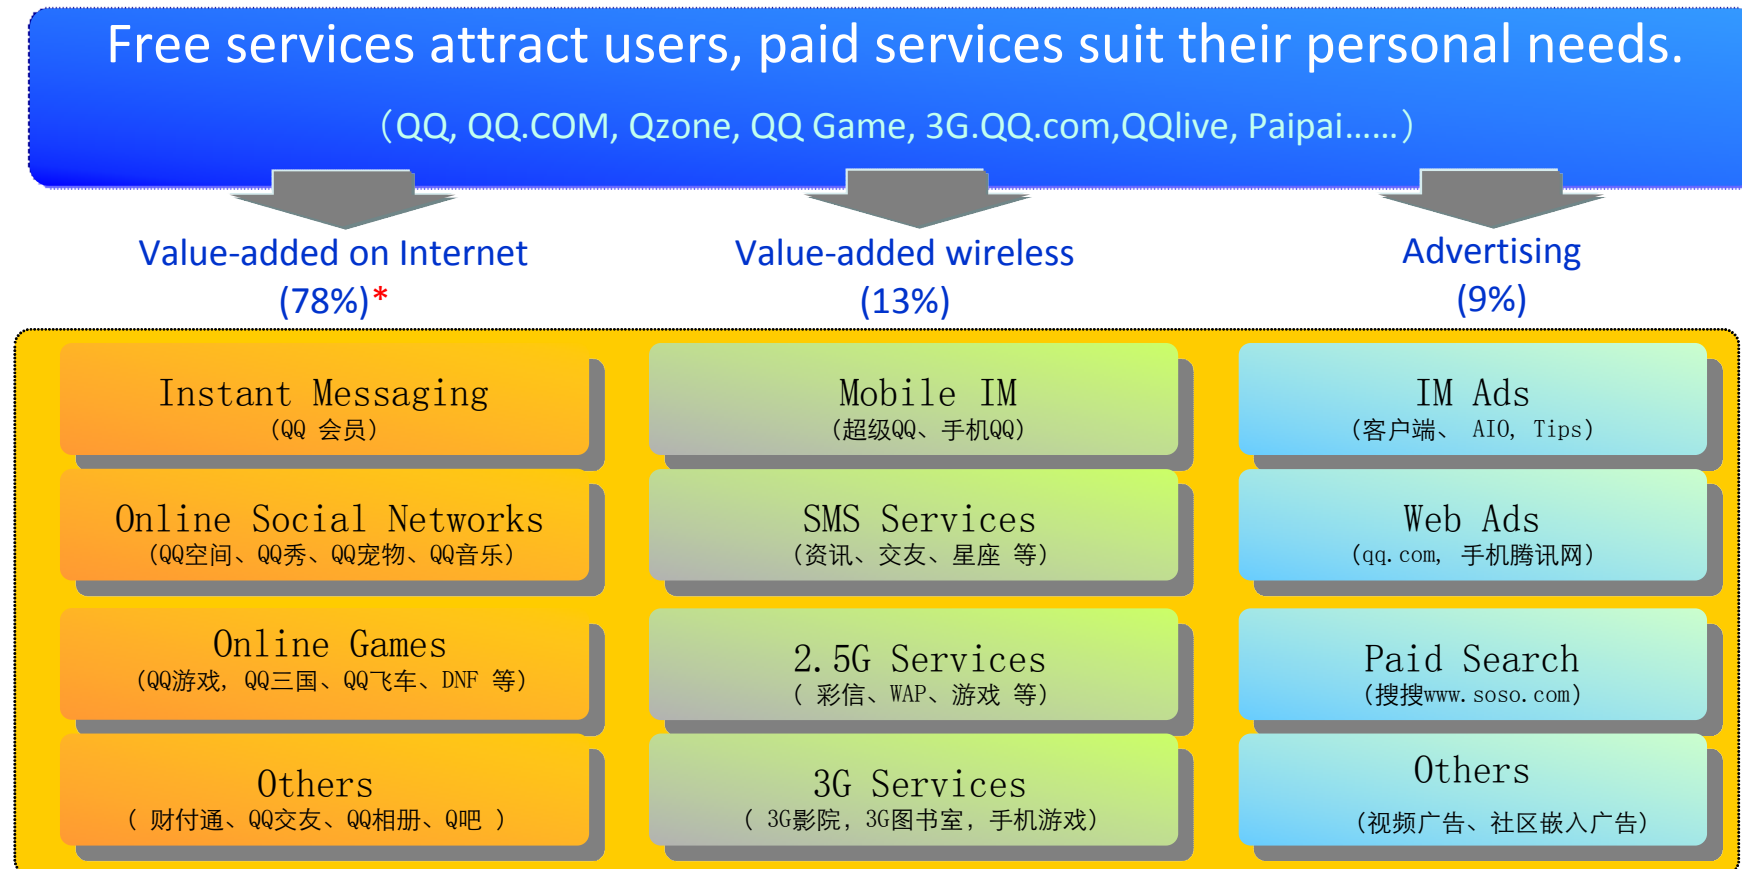 Free services attract users, paid services suit their personal needs.
（QQ, QQ.COM, Qzone, QQ Game, 3G.QQ.com,QQlive, Paipai……）
Value-added on Internet
(78%)*
Value-added wireless
(13%)
Advertising
(9%)
Instant Messaging
(QQ 会员)
Mobile IM
(超级QQ、手机QQ)
IM Ads
(客户端、 AIO, Tips)
Online Social Networks
(QQ空间、QQ秀、QQ宠物、QQ音乐)
SMS Services
(资讯、交友、星座 等)
Web Ads
(qq.com, 手机腾讯网)
Online Games
(QQ游戏, QQ三国、QQ飞车、DNF 等)
2.5G Services
( 彩信、WAP、游戏 等)
Paid Search
(搜搜www.soso.com)
Others
( 财付通、QQ交友、QQ相册、Q吧 )
3G Services
( 3G影院，3G图书室，手机游戏)
Others
(视频广告、社区嵌入广告)